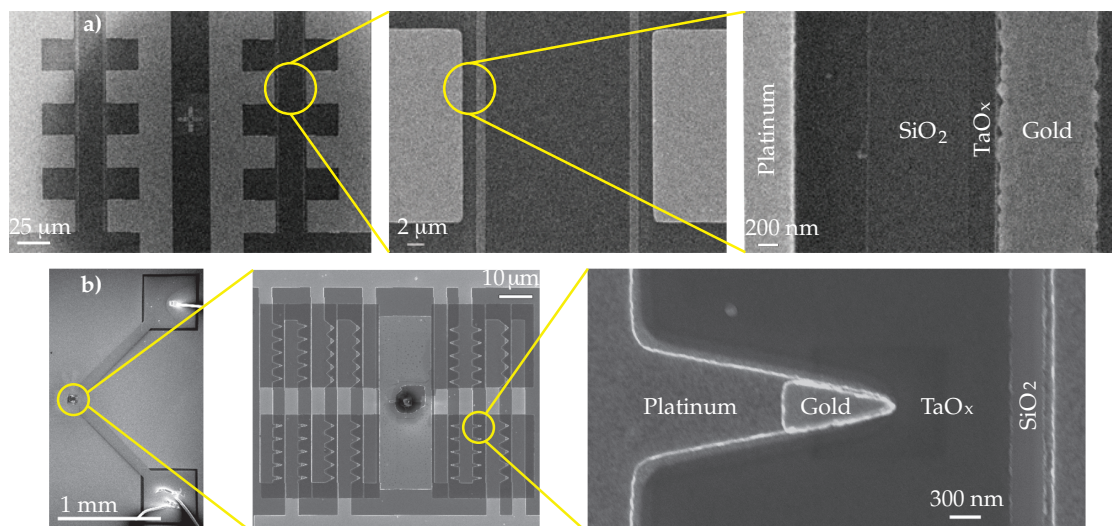 a)
25 μm
2 μm
Platinum
SiO₂
TaOₓ
Gold
200 nm
b)
1 mm
10 μm
Platinum
Gold
TaOₓ
SiO₂
300 nm